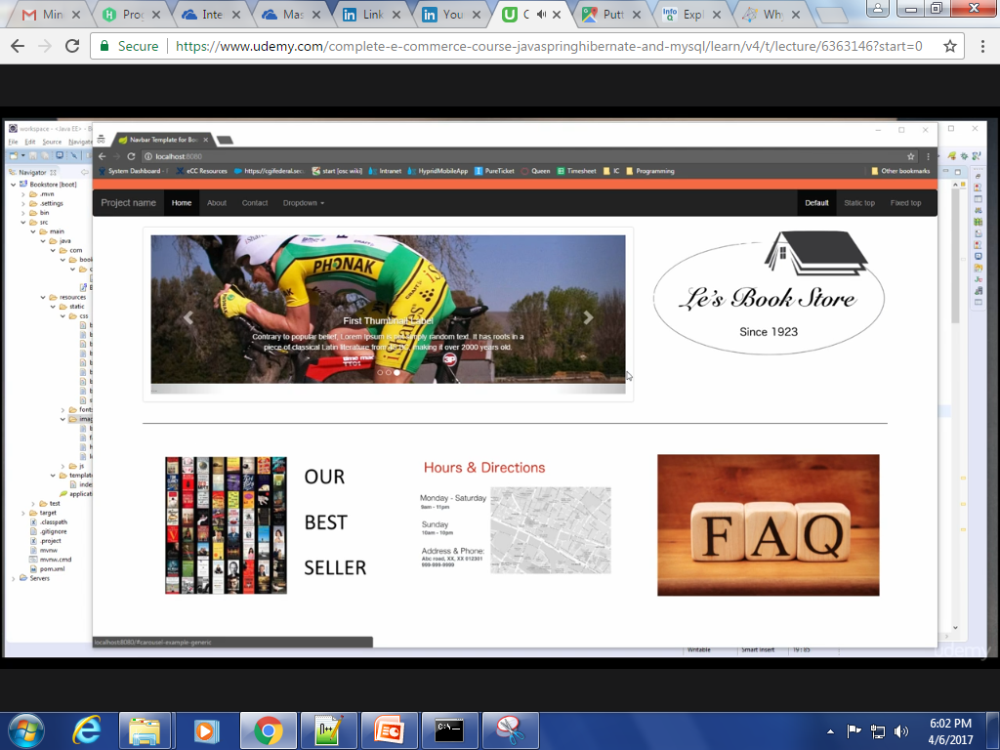 Min
Pro
Inte
Mas
Link
You
C
Putt
Expl
Why
Secure
https://www.udemy.com/complete-e-commerce-course-javaspringhibernate-and-mysql/learn/v4/t/lecture/6363146?start=0
workspace - <Java EE> - B
Navbar Template for Bo
File Edit Source Navigate
localhost:8080
System Dashboard - eCC Resources https://cgifederal.secu start [osc wiki] Intranet HypridMobileApp PureTicket Queen Timesheet IC Programming Other bookmarks
Navigator
Project name Home About Contact Dropdown Default Static top Fixed top
Bookstore [boot]
.mvn
.settings
bin
src
main
java
com
book
c
resources
static
css
font
imag
js
template
index
applicati
test
target
.classpath
.gitignore
.project
mvnw
mvnw.cmd
pom.xml
Servers
PHONAK
First Thumbnail Label
Contrary to popular belief, Lorem Ipsum is not simply random text. It has roots in a
piece of classical Latin literature from 45 BC, making it over 2000 years old.
Le's Book Store
Since 1923
OUR
BEST
SELLER
Hours & Directions
Monday - Saturday
9am - 11pm
Sunday
10am - 10pm
Address & Phone:
Abc road, XX, XX 012301
999-999-9999
FAQ
localhost:8080/#carousel-example-generic
Writable Smart Insert 19 : 85
udemy
6:02 PM
4/6/2017